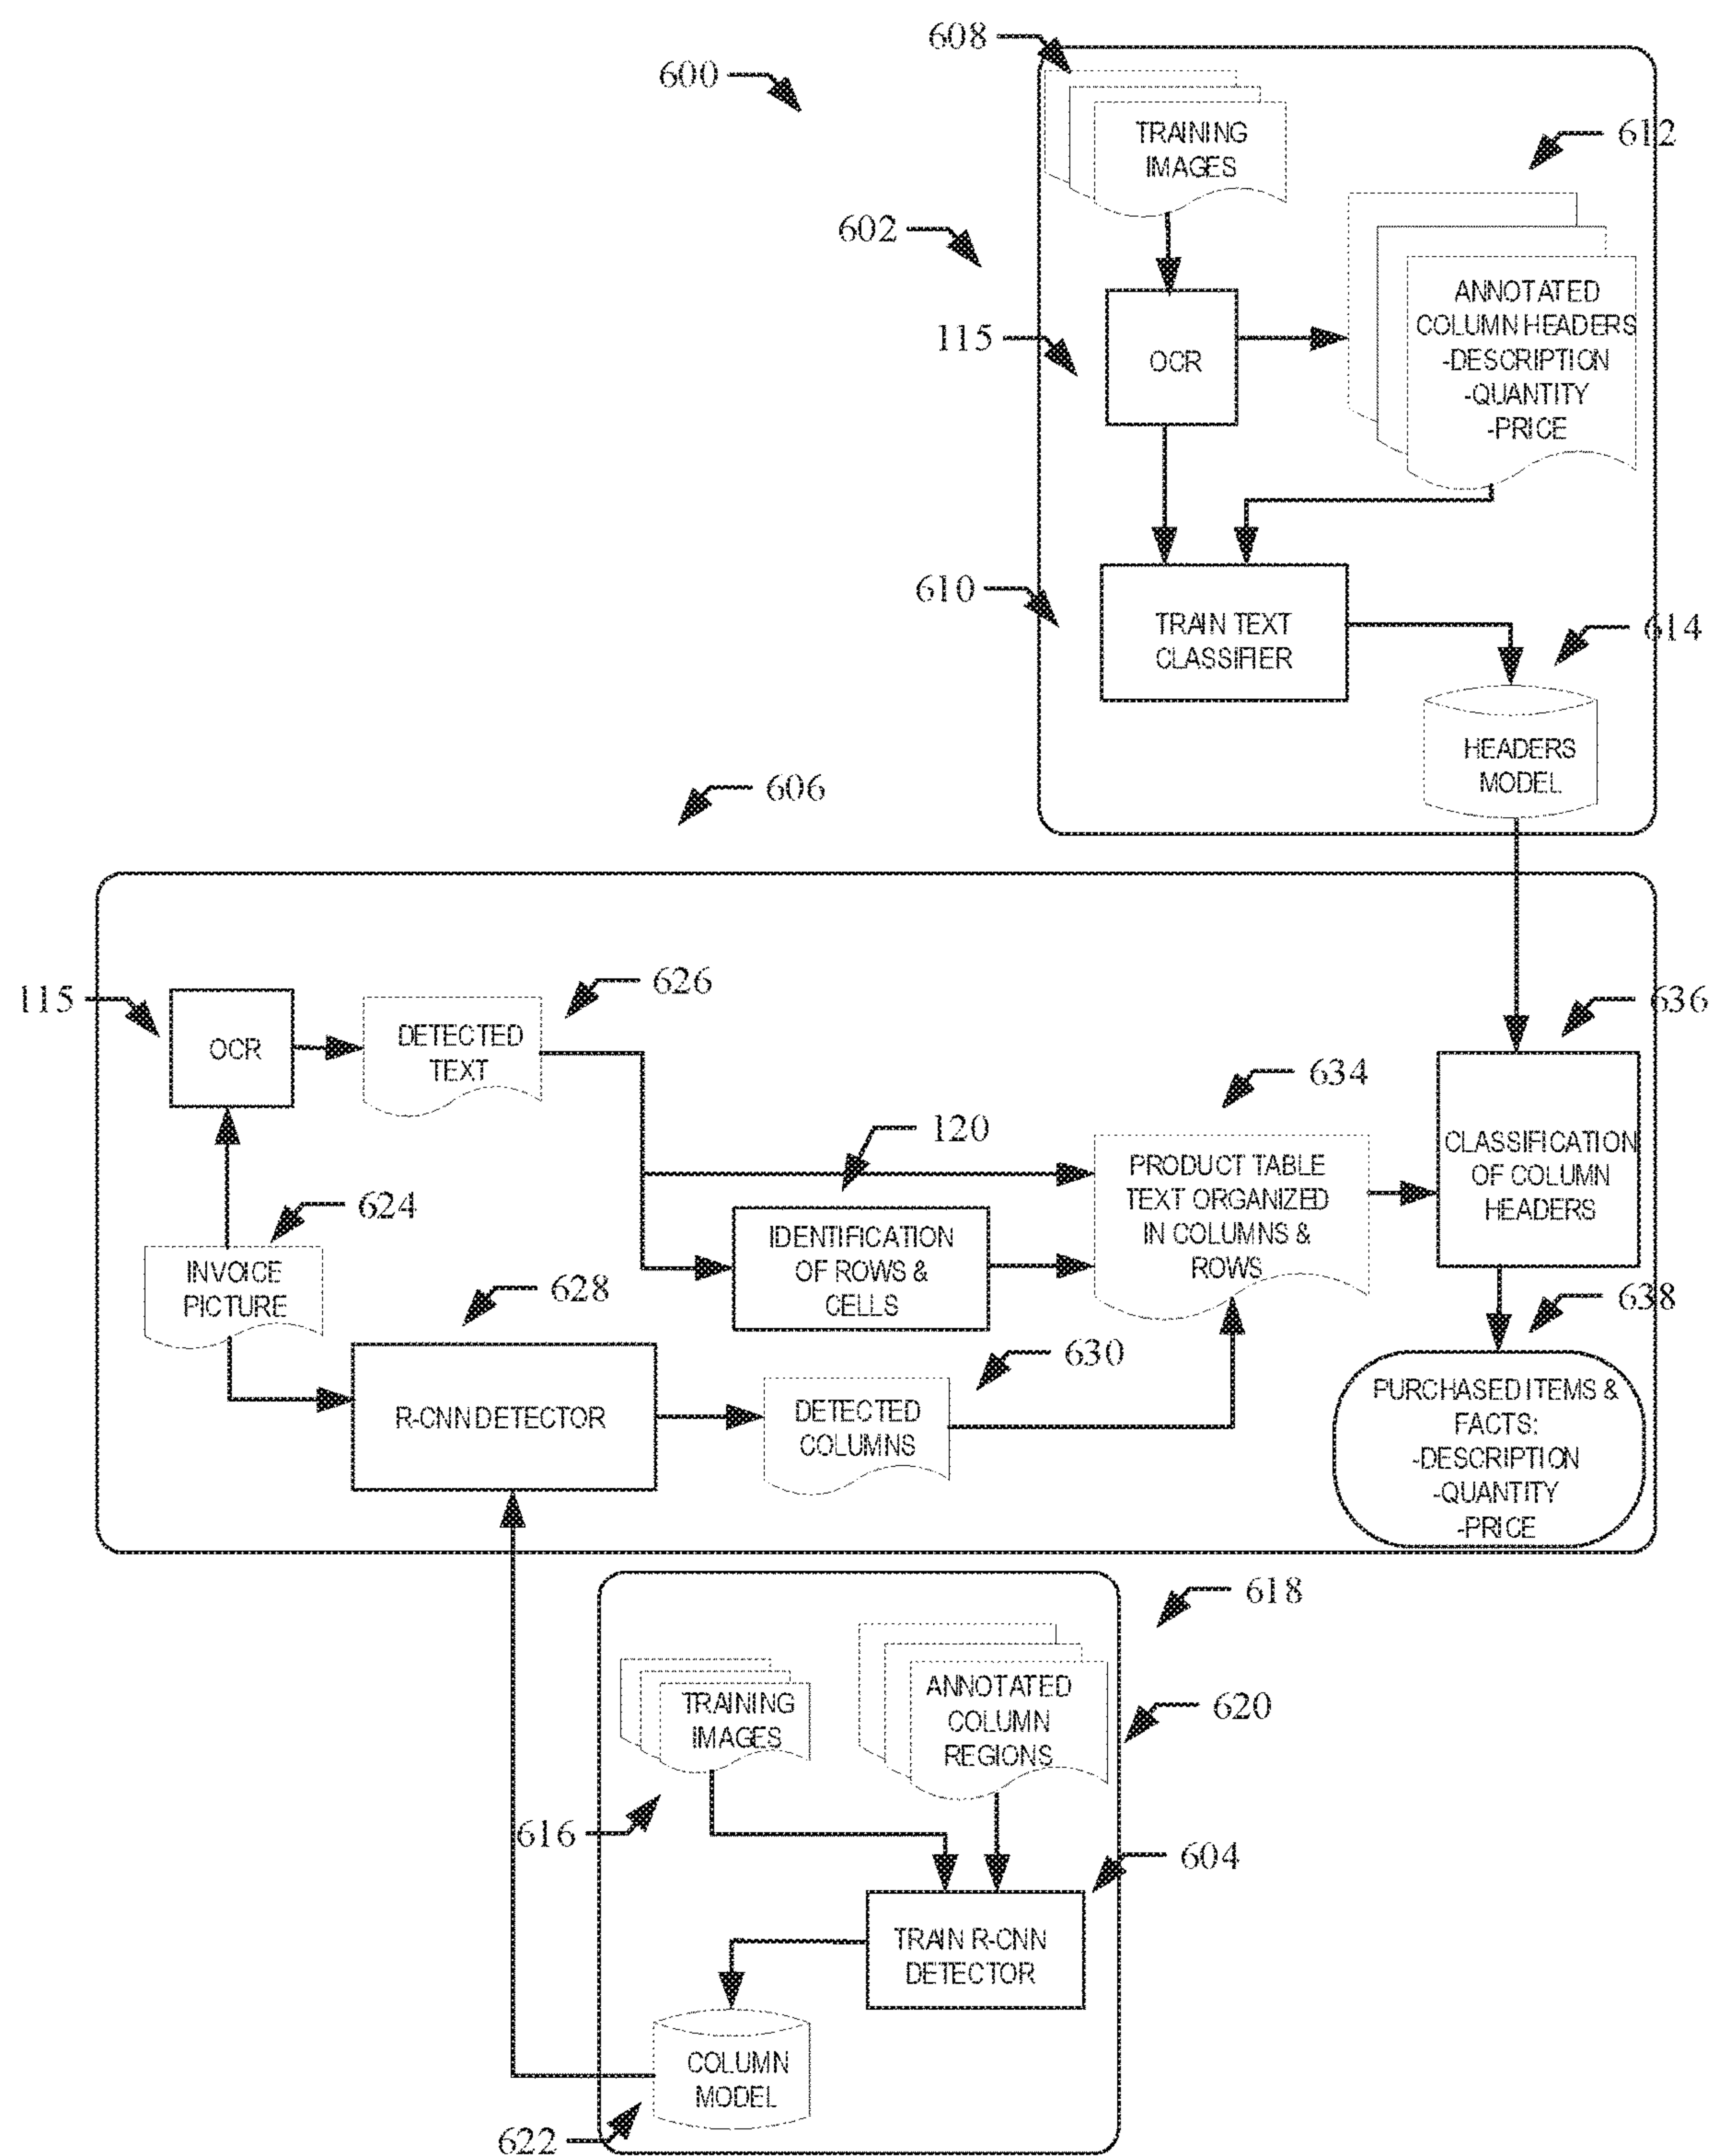 608
600
TRAINING
IMAGES
612
602
ANNOTATED
COLUMN HEADERS
-DESCRIPTION
-QUANTITY
-PRICE
115
OCR
610
TRAIN TEXT
CLASSIFIER
614
HEADERS
MODEL
606
115
OCR
DETECTED
TEXT
626
636
634
120
CLASSIFICATION
OF COLUMN
HEADERS
PRODUCT TABLE
TEXT ORGANIZED
IN COLUMNS &
ROWS
624
INVOICE
PICTURE
IDENTIFICATION
OF ROWS &
CELLS
628
638
630
R-CNN DETECTOR
DETECTED
COLUMNS
PURCHASED ITEMS &
FACTS:
-DESCRIPTION
-QUANTITY
-PRICE
618
TRAINING
IMAGES
ANNOTATED
COLUMN
REGIONS
620
616
604
TRAIN R-CNN
DETECTOR
COLUMN
MODEL
622